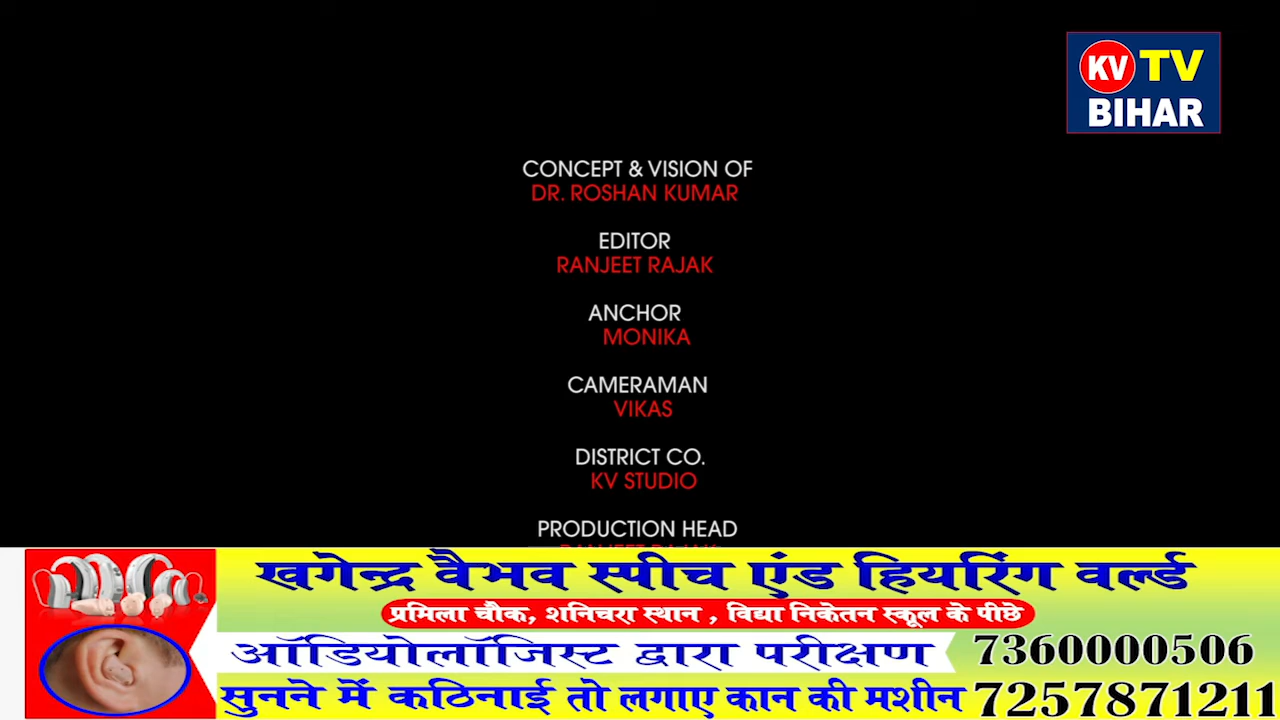 KV TV
BIHAR
CONCEPT & VISION OF
DR. ROSHAN KUMAR
EDITOR
RANJEET RAJAK
ANCHOR
MONIKA
CAMERAMAN
VIKAS
DISTRICT CO.
KV STUDIO
PRODUCTION HEAD
खगेन्द्र वैभव स्पीच एंड हियरिंग वर्ल्ड
प्रमिला चौक, शनिचरा स्थान , विद्या निकेतन स्कूल के पीछे
ऑडियोलॉजिस्ट द्वारा परीक्षण 7360000506
सुनने में कठिनाई तो लगाए कान की मशीन 7257871211